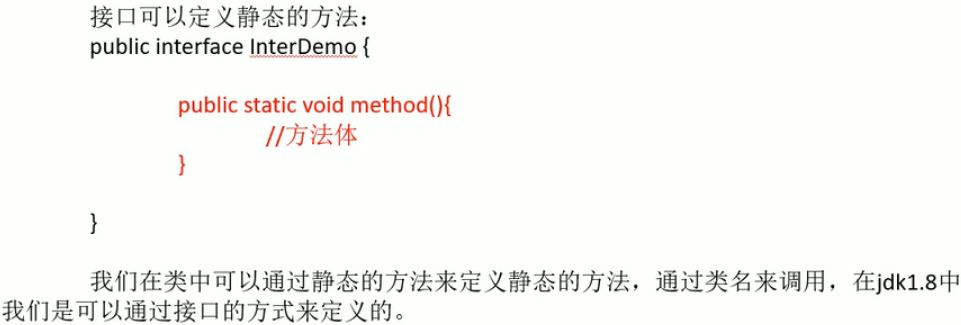 接口可以定义静态的方法：
public interface InterDemo {
public static void method(){
//方法体
}
}
我们在类中可以通过静态的方法来定义静态的方法，通过类名来调用，在jdk1.8中
我们是可以通过接口的方式来定义的。